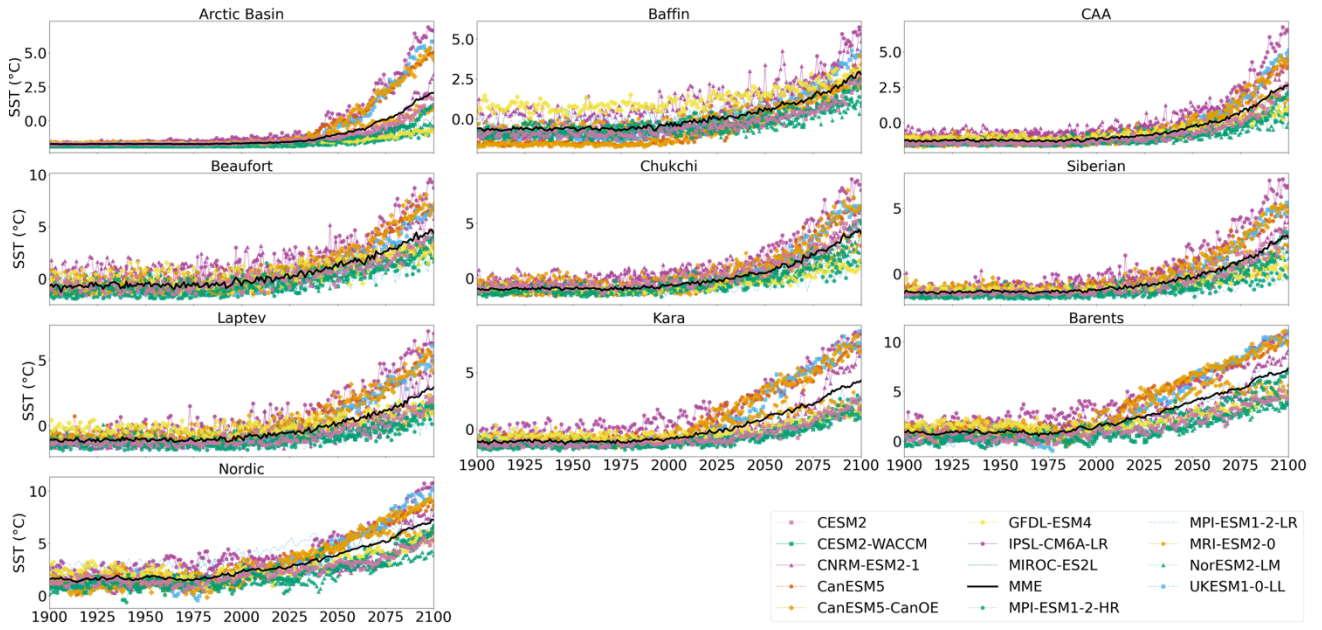 Arctic Basin Baffin CAA
SST (°C) 5.0 2.5 0.0
5.0 2.5 0.0
5.0 2.5 0.0
Beaufort Chukchi Siberian
SST (°C) 10 5 0
5 0
5 0
Laptev Kara Barents
SST (°C) 5 0
5 0
10 5 0
1900 1925 1950 1975 2000 2025 2050 2075 2100 1900 1925 1950 1975 2000 2025 2050 2075 2100
Nordic
SST (°C) 10 5 0
1900 1925 1950 1975 2000 2025 2050 2075 2100
CESM2 GFDL-ESM4 MPI-ESM1-2-LR
CESM2-WACCM IPSL-CM6A-LR MRI-ESM2-0
CNRM-ESM2-1 MIROC-ES2L NorESM2-LM
CanESM5 MME UKESM1-0-LL
CanESM5-CanOE MPI-ESM1-2-HR